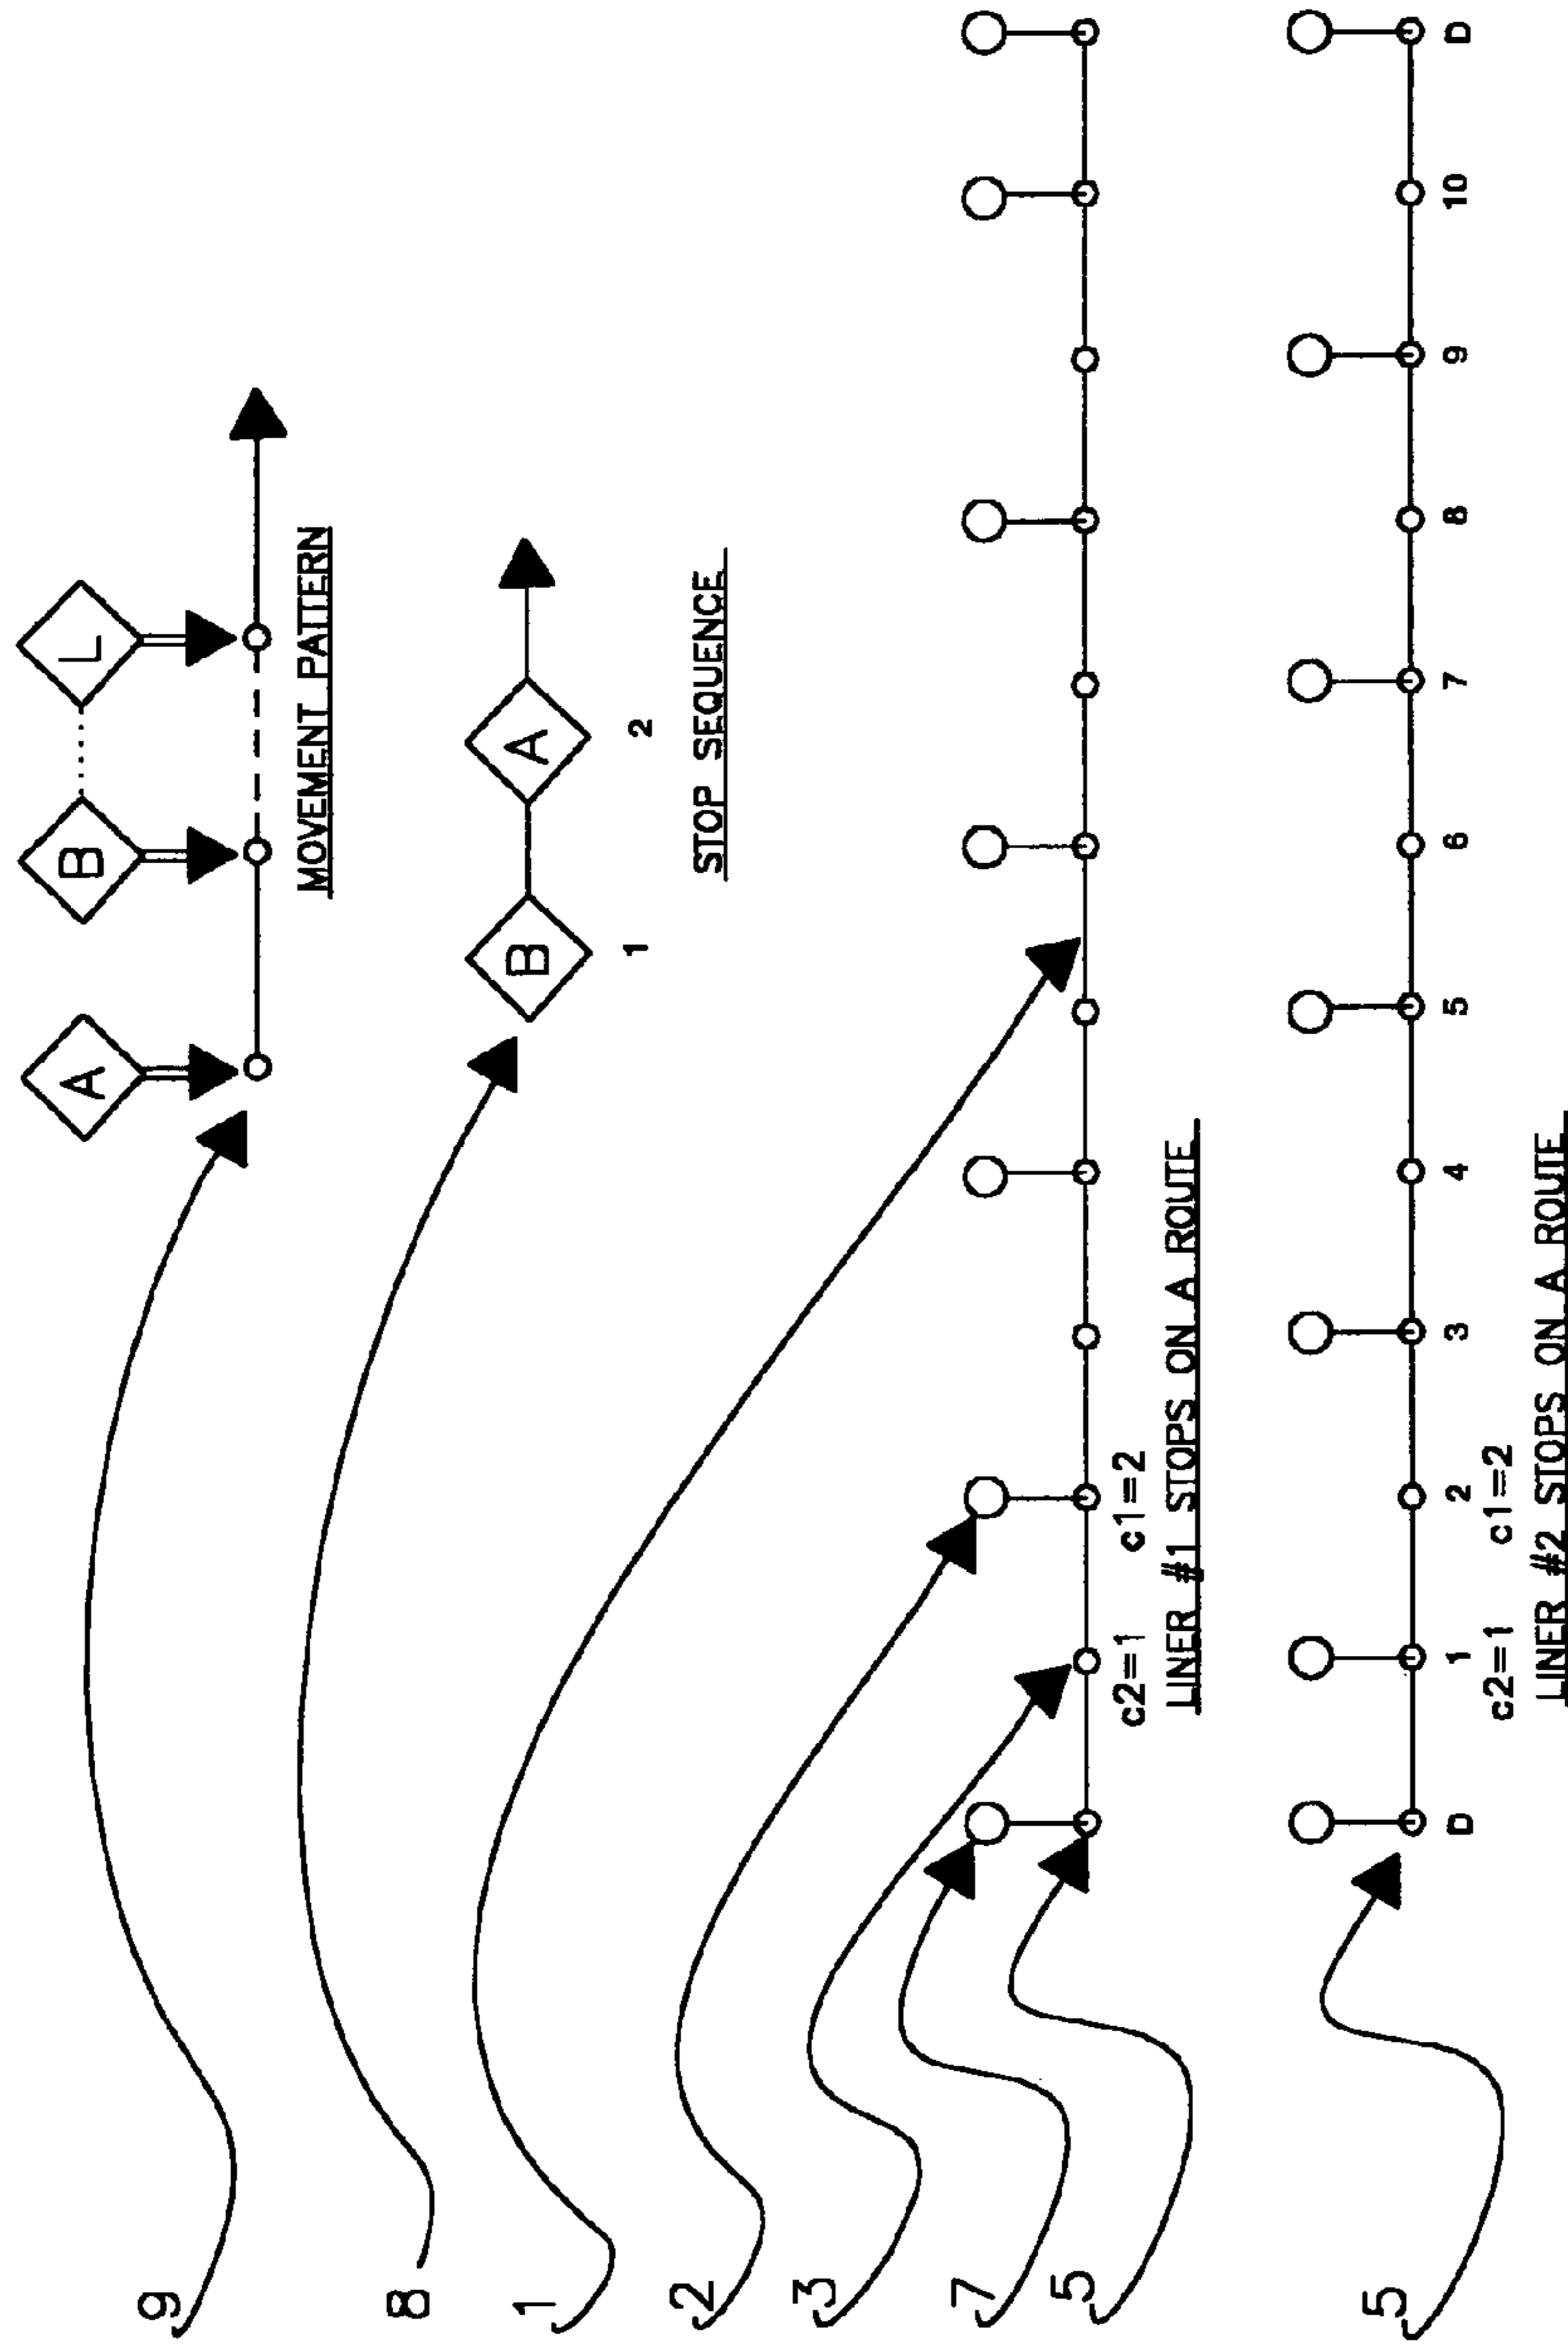 9
A
B
L
MOVEMENT PATTERN
8
B
A
1
2
STOP SEQUENCE
1
2
3
7
5
c2=1
c1=2
LINER #1 STOPS ON A ROUTE
5
D
1
2
3
4
5
6
7
8
9
10
D
c2=1
c1=2
LINER #2 STOPS ON A ROUTE